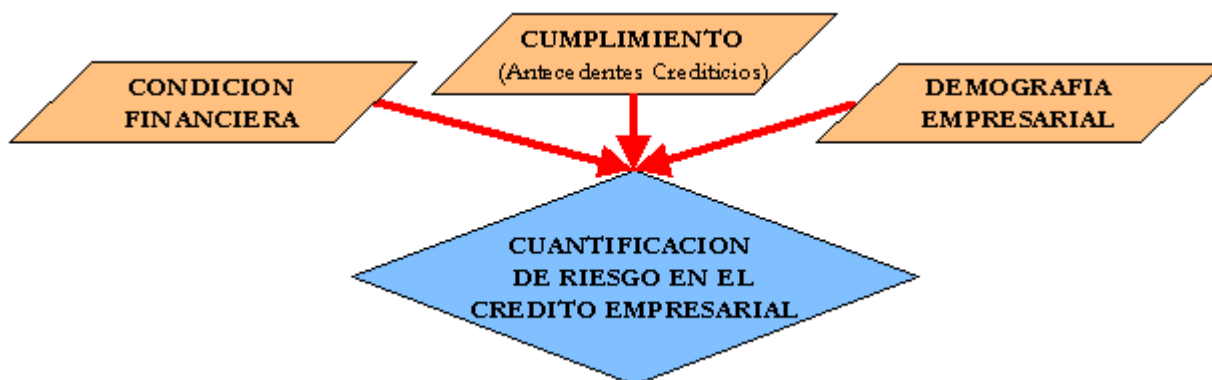 CONDICION
FINANCIERA
CUMPLIMIENTO
(Antecedentes Crediticios)
DEMOGRAFIA
EMPRESARIAL
CUANTIFICACION
DE RIESGO EN EL
CREDITO EMPRESARIAL